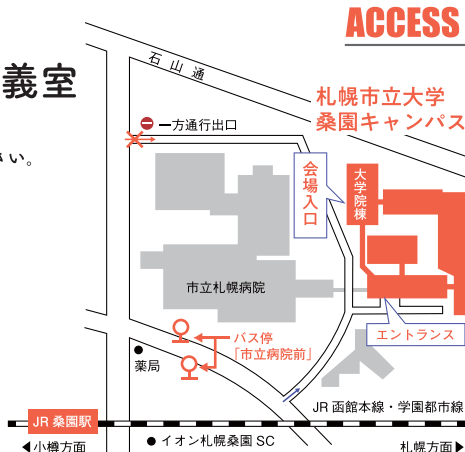 ACCESS
義室
い。
石山通
札幌市立大学
桑園キャンパス
一方通行出口
会場入口
大学院棟
市立札幌病院
エントランス
バス停
「市立病院前」
薬局
JR 函館本線・学園都市線
JR 桑園駅
◀小樽方面
イオン札幌桑園 SC
札幌方面▶